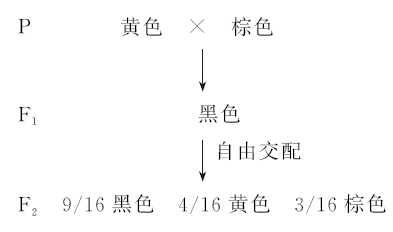 P 黄色 × 棕色
F₁ 黑色
自由交配
F₂ 9/16 黑色 4/16 黄色 3/16 棕色